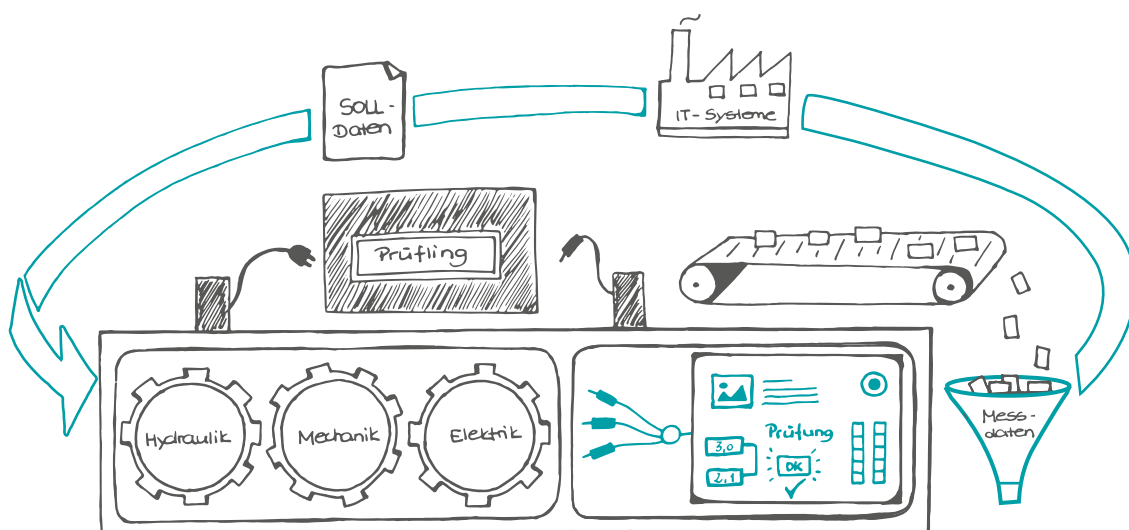 SOLL-
Daten
IT-Systeme
Prüfling
Hydraulik
Mechanik
Elektrik
Prüfung
3,0
OK
2,1
Mess-
daten